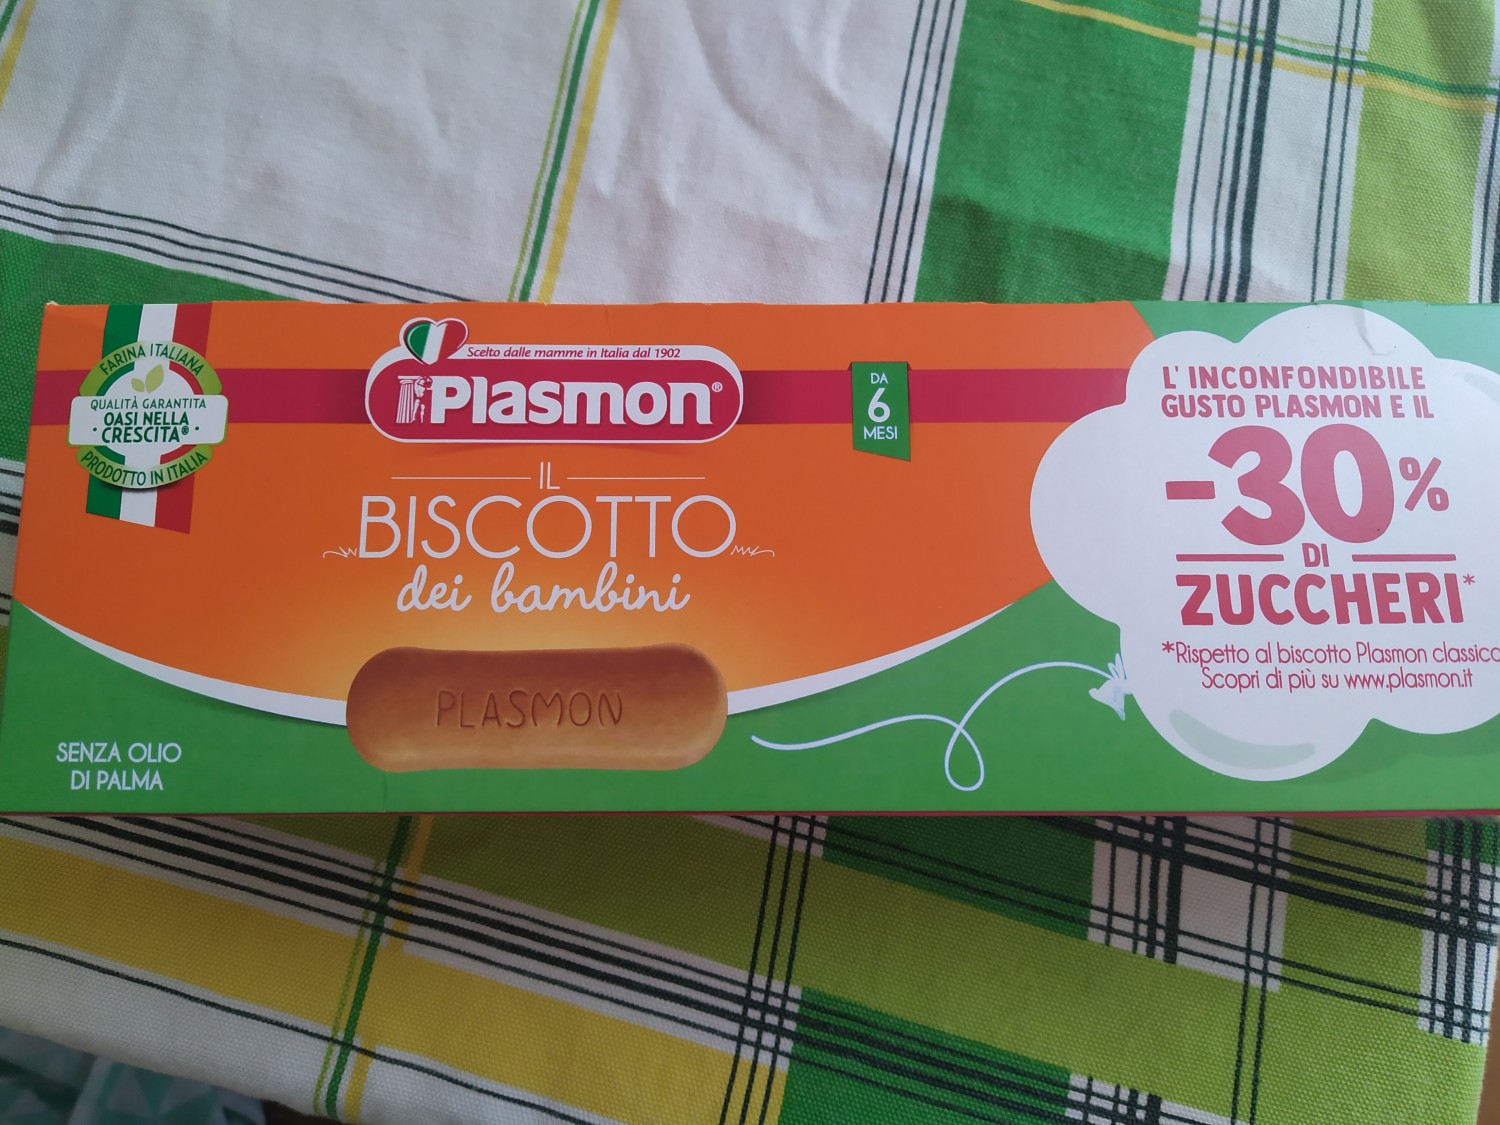 FARINA ITALIANA
QUALITÀ GARANTITA
OASI NELLA
• CRESCITA® •
PRODOTTO IN ITALIA
Scelto dalle mamme in Italia dal 1902
Plasmon®
DA
6
MESI
IL
BISCOTTO
dei bambini
PLASMON
SENZA OLIO
DI PALMA
L' INCONFONDIBILE
GUSTO PLASMON E IL
-30%
DI
ZUCCHERI*
*Rispetto al biscotto Plasmon classico
Scopri di più su www.plasmon.it